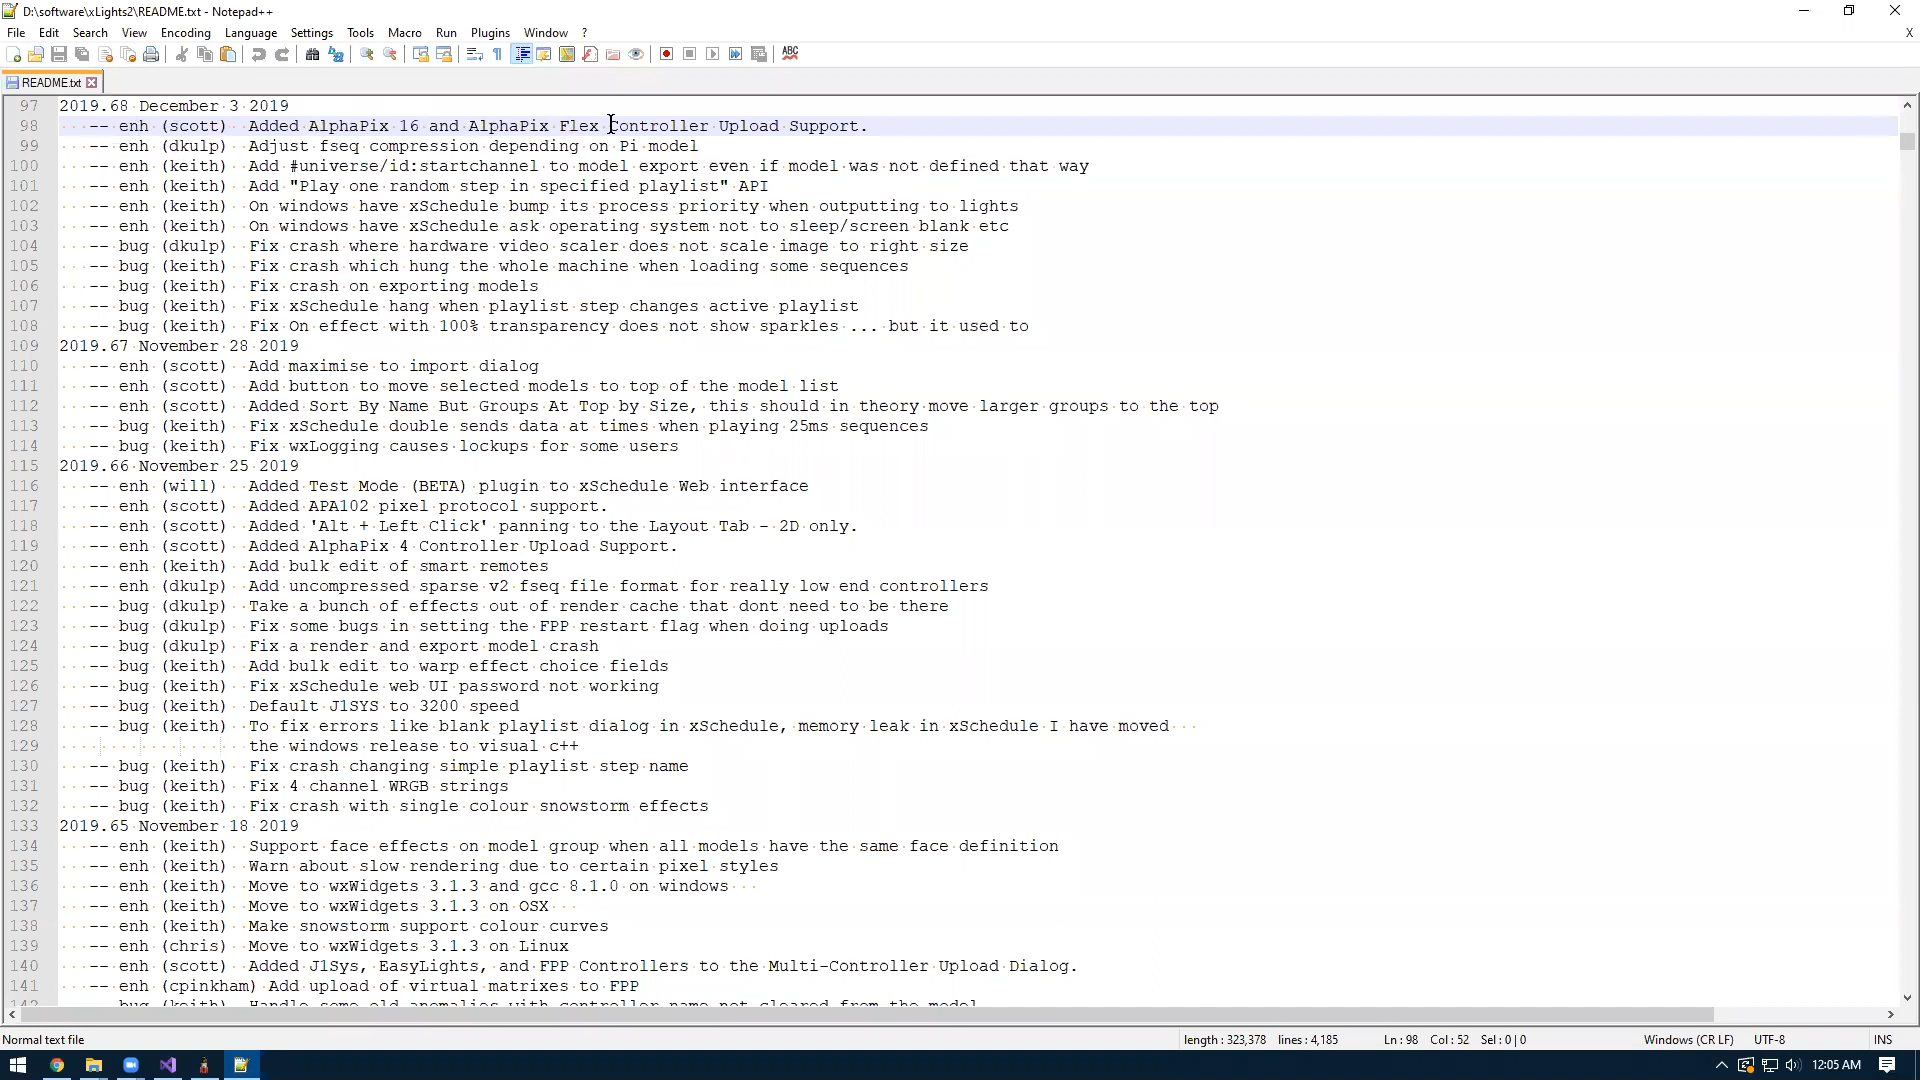 D:\software\xLights2\README.txt - Notepad++
File Edit Search View Encoding Language Settings Tools Macro Run Plugins Window ? X
ABC
README.txt
97 2019.68 December 3 2019
98 -- enh (scott) Added AlphaPix 16 and AlphaPix Flex Controller Upload Support.
99 -- enh (dkulp) Adjust fseq compression depending on Pi model
100 -- enh (keith) Add #universe/id:startchannel to model export even if model was not defined that way
101 -- enh (keith) Add "Play one random step in specified playlist" API
102 -- enh (keith) On windows have xSchedule bump its process priority when outputting to lights
103 -- enh (keith) On windows have xSchedule ask operating system not to sleep/screen blank etc
104 -- bug (dkulp) Fix crash where hardware video scaler does not scale image to right size
105 -- bug (keith) Fix crash which hung the whole machine when loading some sequences
106 -- bug (keith) Fix crash on exporting models
107 -- bug (keith) Fix xSchedule hang when playlist step changes active playlist
108 -- bug (keith) Fix On effect with 100% transparency does not show sparkles ... but it used to
109 2019.67 November 28 2019
110 -- enh (scott) Add maximise to import dialog
111 -- enh (scott) Add button to move selected models to top of the model list
112 -- enh (scott) Added Sort By Name But Groups At Top by Size, this should in theory move larger groups to the top
113 -- bug (keith) Fix xSchedule double sends data at times when playing 25ms sequences
114 -- bug (keith) Fix wxLogging causes lockups for some users
115 2019.66 November 25 2019
116 -- enh (will) Added Test Mode (BETA) plugin to xSchedule Web interface
117 -- enh (scott) Added APA102 pixel protocol support.
118 -- enh (scott) Added 'Alt + Left Click' panning to the Layout Tab - 2D only.
119 -- enh (scott) Added AlphaPix 4 Controller Upload Support.
120 -- enh (keith) Add bulk edit of smart remotes
121 -- enh (dkulp) Add uncompressed sparse v2 fseq file format for really low end controllers
122 -- bug (dkulp) Take a bunch of effects out of render cache that dont need to be there
123 -- bug (dkulp) Fix some bugs in setting the FPP restart flag when doing uploads
124 -- bug (dkulp) Fix a render and export model crash
125 -- bug (keith) Add bulk edit to warp effect choice fields
126 -- bug (keith) Fix xSchedule web UI password not working
127 -- bug (keith) Default J1SYS to 3200 speed
128 -- bug (keith) To fix errors like blank playlist dialog in xSchedule, memory leak in xSchedule I have moved
129 the windows release to visual c++
130 -- bug (keith) Fix crash changing simple playlist step name
131 -- bug (keith) Fix 4 channel WRGB strings
132 -- bug (keith) Fix crash with single colour snowstorm effects
133 2019.65 November 18 2019
134 -- enh (keith) Support face effects on model group when all models have the same face definition
135 -- enh (keith) Warn about slow rendering due to certain pixel styles
136 -- enh (keith) Move to wxWidgets 3.1.3 and gcc 8.1.0 on windows
137 -- enh (keith) Move to wxWidgets 3.1.3 on OSX
138 -- enh (keith) Make snowstorm support colour curves
139 -- enh (chris) Move to wxWidgets 3.1.3 on Linux
140 -- enh (scott) Added J1Sys, EasyLights, and FPP Controllers to the Multi-Controller Upload Dialog.
141 -- enh (cpinkham) Add upload of virtual matrixes to FPP
142 -- bug (keith) Handle some old anomalies with controller name not cleared from the model
Normal text file length : 323,378 lines : 4,185 Ln : 98 Col : 52 Sel : 0 | 0 Windows (CR LF) UTF-8 INS
12:05 AM